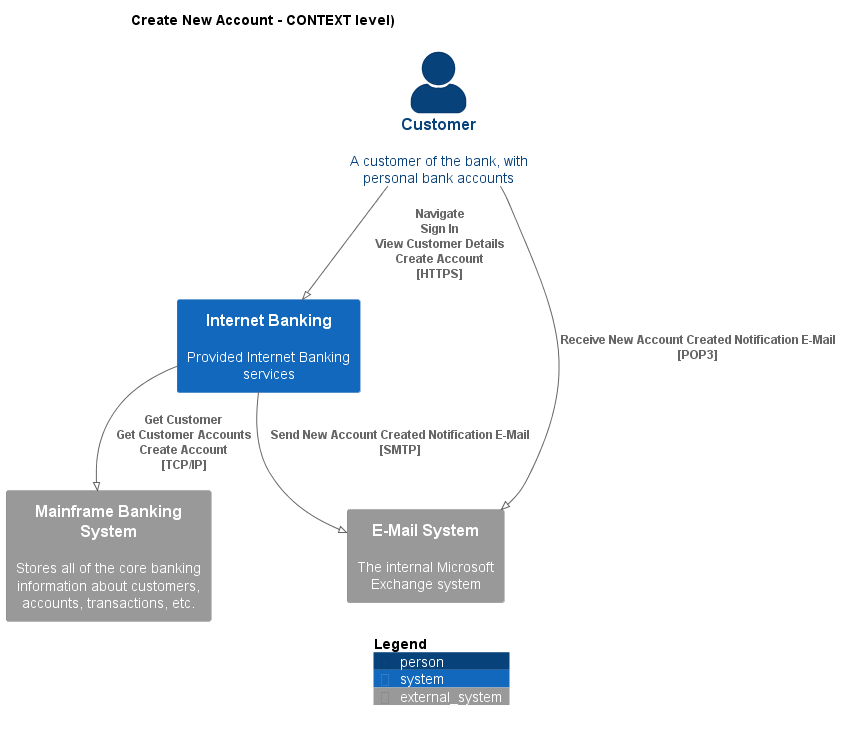 Create New Account - CONTEXT level)
Customer
A customer of the bank, with
personal bank accounts
Navigate
Sign In
View Customer Details
Create Account
[HTTPS]
Internet Banking
Provided Internet Banking
services
Receive New Account Created Notification E-Mail
[POP3]
Get Customer
Get Customer Accounts
Create Account
[TCP/IP]
Send New Account Created Notification E-Mail
[SMTP]
Mainframe Banking
System
Stores all of the core banking
information about customers,
accounts, transactions, etc.
E-Mail System
The internal Microsoft
Exchange system
Legend
person
system
external_system